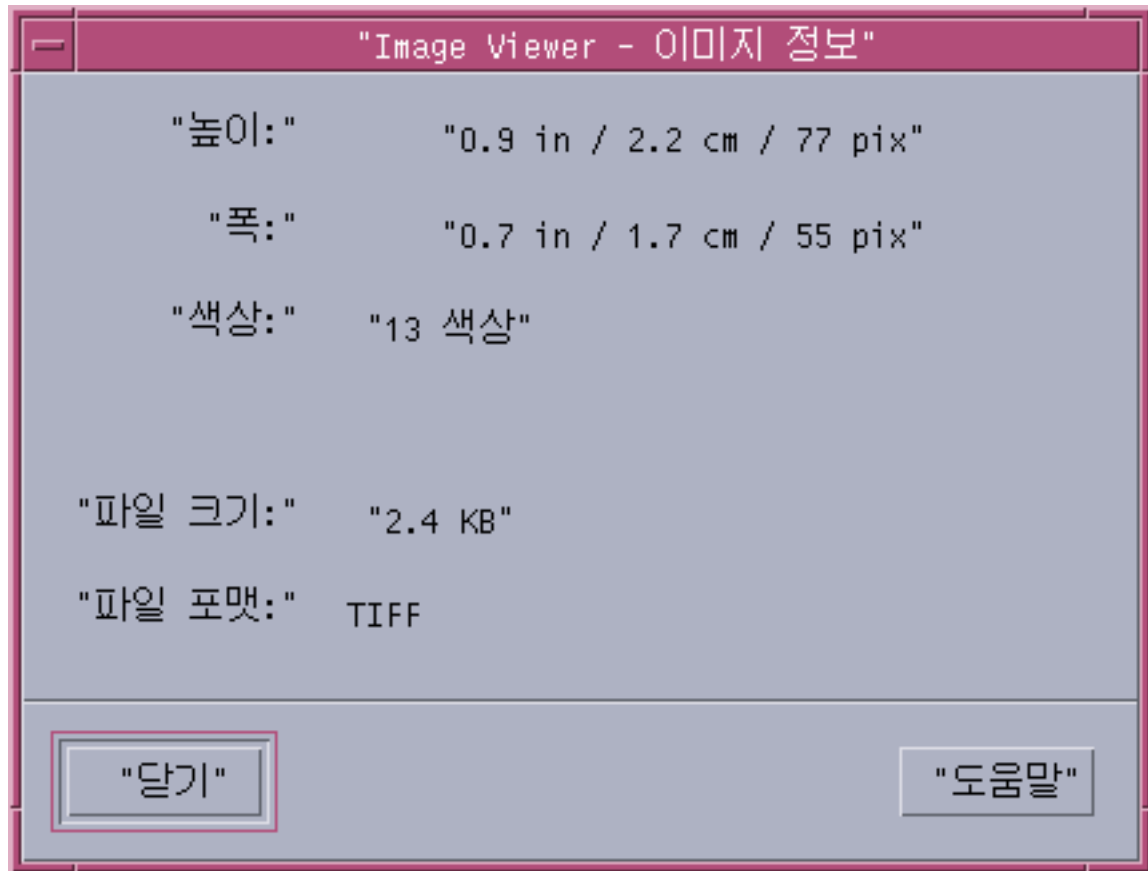 "Image Viewer - 이미지 정보"
"높이:" "0.9 in / 2.2 cm / 77 pix"
"폭:" "0.7 in / 1.7 cm / 55 pix"
"색상:" "13 색상"
"파일 크기:" "2.4 KB"
"파일 포맷:" TIFF
"닫기" "도움말"